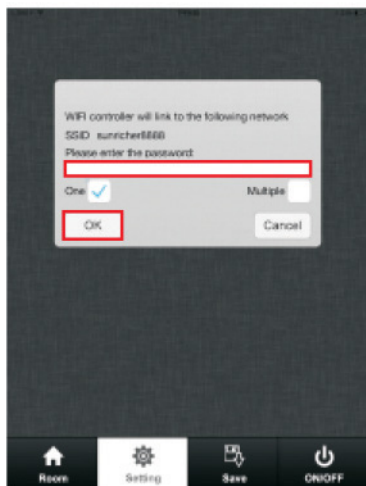 WIFI controller will link to the following network
SSID sunricher8888
Please enter the password:
One Multiple
OK Cancel
Room Setting Save ON/OFF